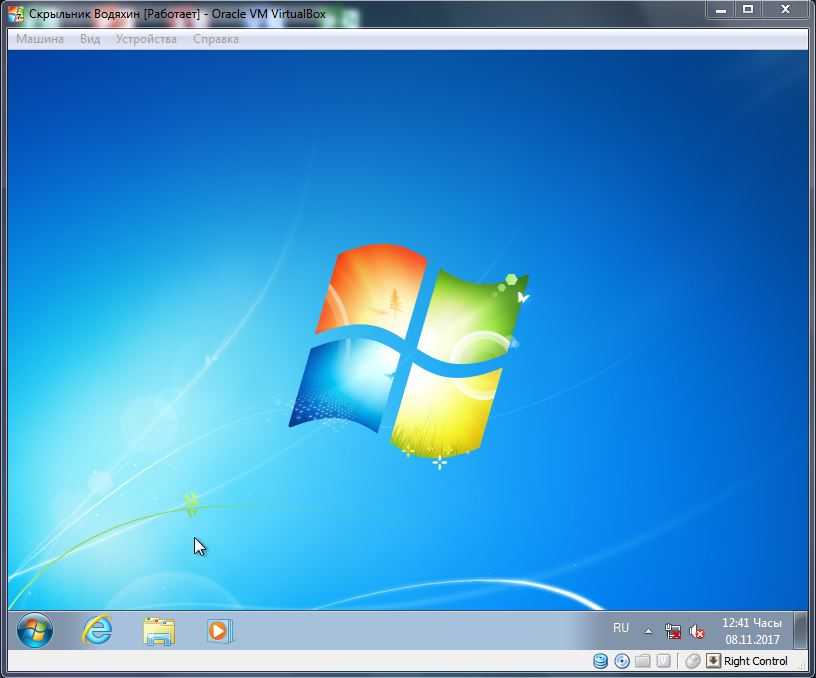 Скрыльник Водяхин [Работает] - Oracle VM VirtualBox
Машина Вид Устройства Справка
RU
12:41 Часы
08.11.2017
Right Control